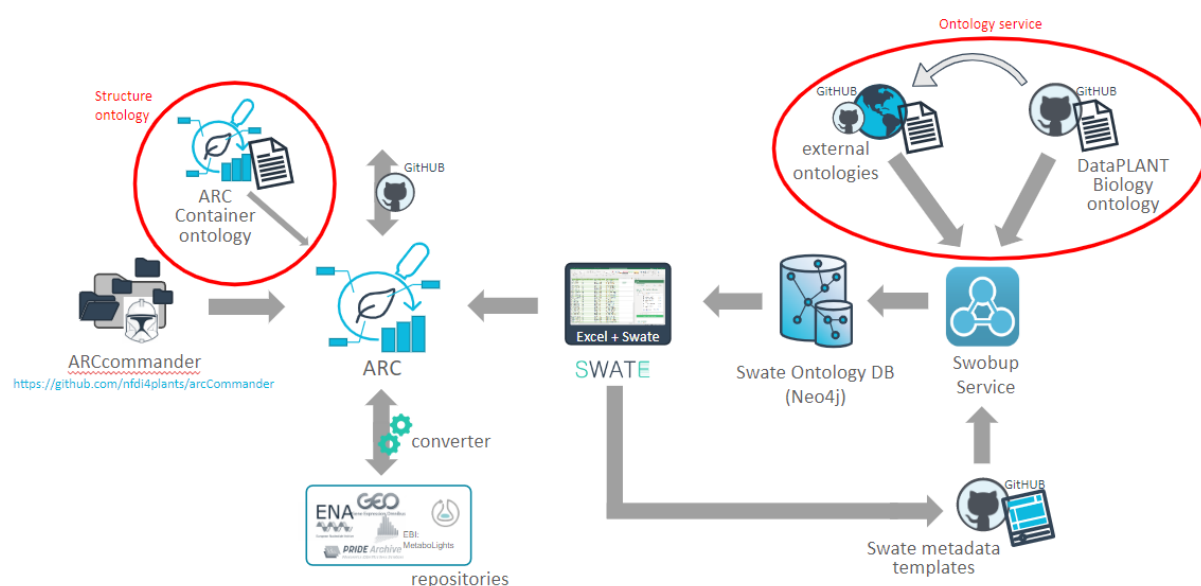 Ontology service
Structure
ontology
GitHUB
GitHUB
external
ontologies
DataPLANT
Biology
ontology
GitHUB
ARC
Container
ontology
Excel + Swate
SWATE
ARCcommander
https://github.com/nfdi4plants/arcCommander
ARC
Swate Ontology DB
(Neo4j)
Swobup
Service
converter
ENA
GEO
EBI:
MetaboLights
PRIDE Archive
repositories
GitHUB
Swate metadata
templates